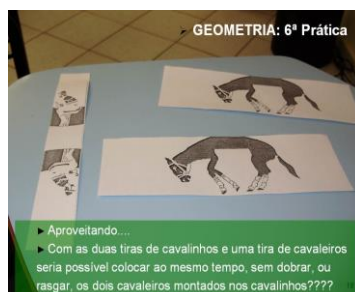 GEOMETRIA: 6ª Prática
Aproveitando....
Com as duas tiras de cavalinhos e uma tira de cavaleiros
seria possível colocar ao mesmo tempo, sem dobrar, ou
rasgar, os dois cavaleiros montados nos cavalinhos????